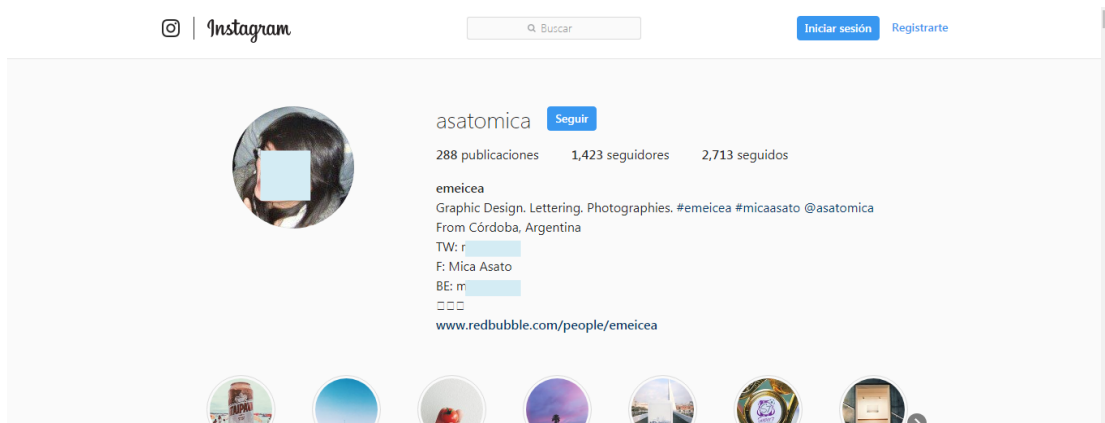 Instagram
Buscar
Iniciar sesión
Registrarte
asatomica
Seguir
288 publicaciones 1,423 seguidores 2,713 seguidos
emeicea
Graphic Design. Lettering. Photographies. #emeicea #micaasato @asatomica
From Córdoba, Argentina
TW:
F: Mica Asato
BE: m
www.redbubble.com/people/emeicea